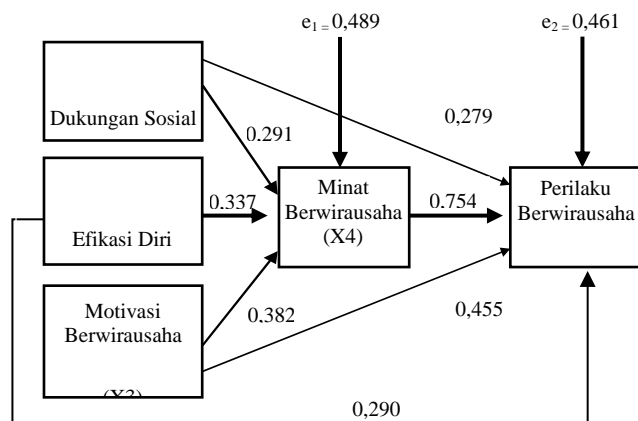 e1 = 0,489
e2 = 0,461
Dukungan Sosial
0,279
0.291
Efikasi Diri
0.337
Minat
Berwirausaha
(X4)
0.754
Perilaku
Berwirausaha
Motivasi
Berwirausaha
(X3)
0,382
0,455
0,290